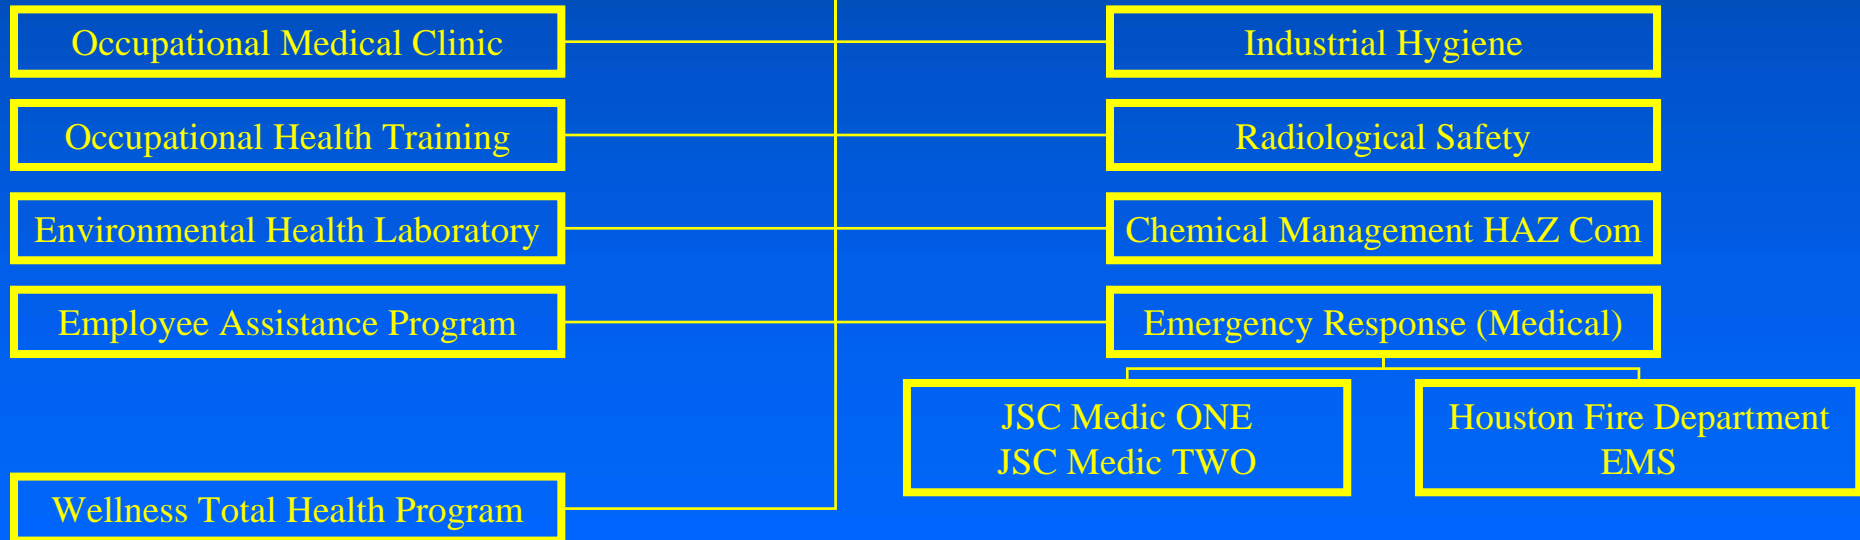 Occupational Medical Clinic
Industrial Hygiene
Occupational Health Training
Radiological Safety
Environmental Health Laboratory
Chemical Management HAZ Com
Employee Assistance Program
Emergency Response (Medical)
JSC Medic ONE
JSC Medic TWO
Houston Fire Department
EMS
Wellness Total Health Program